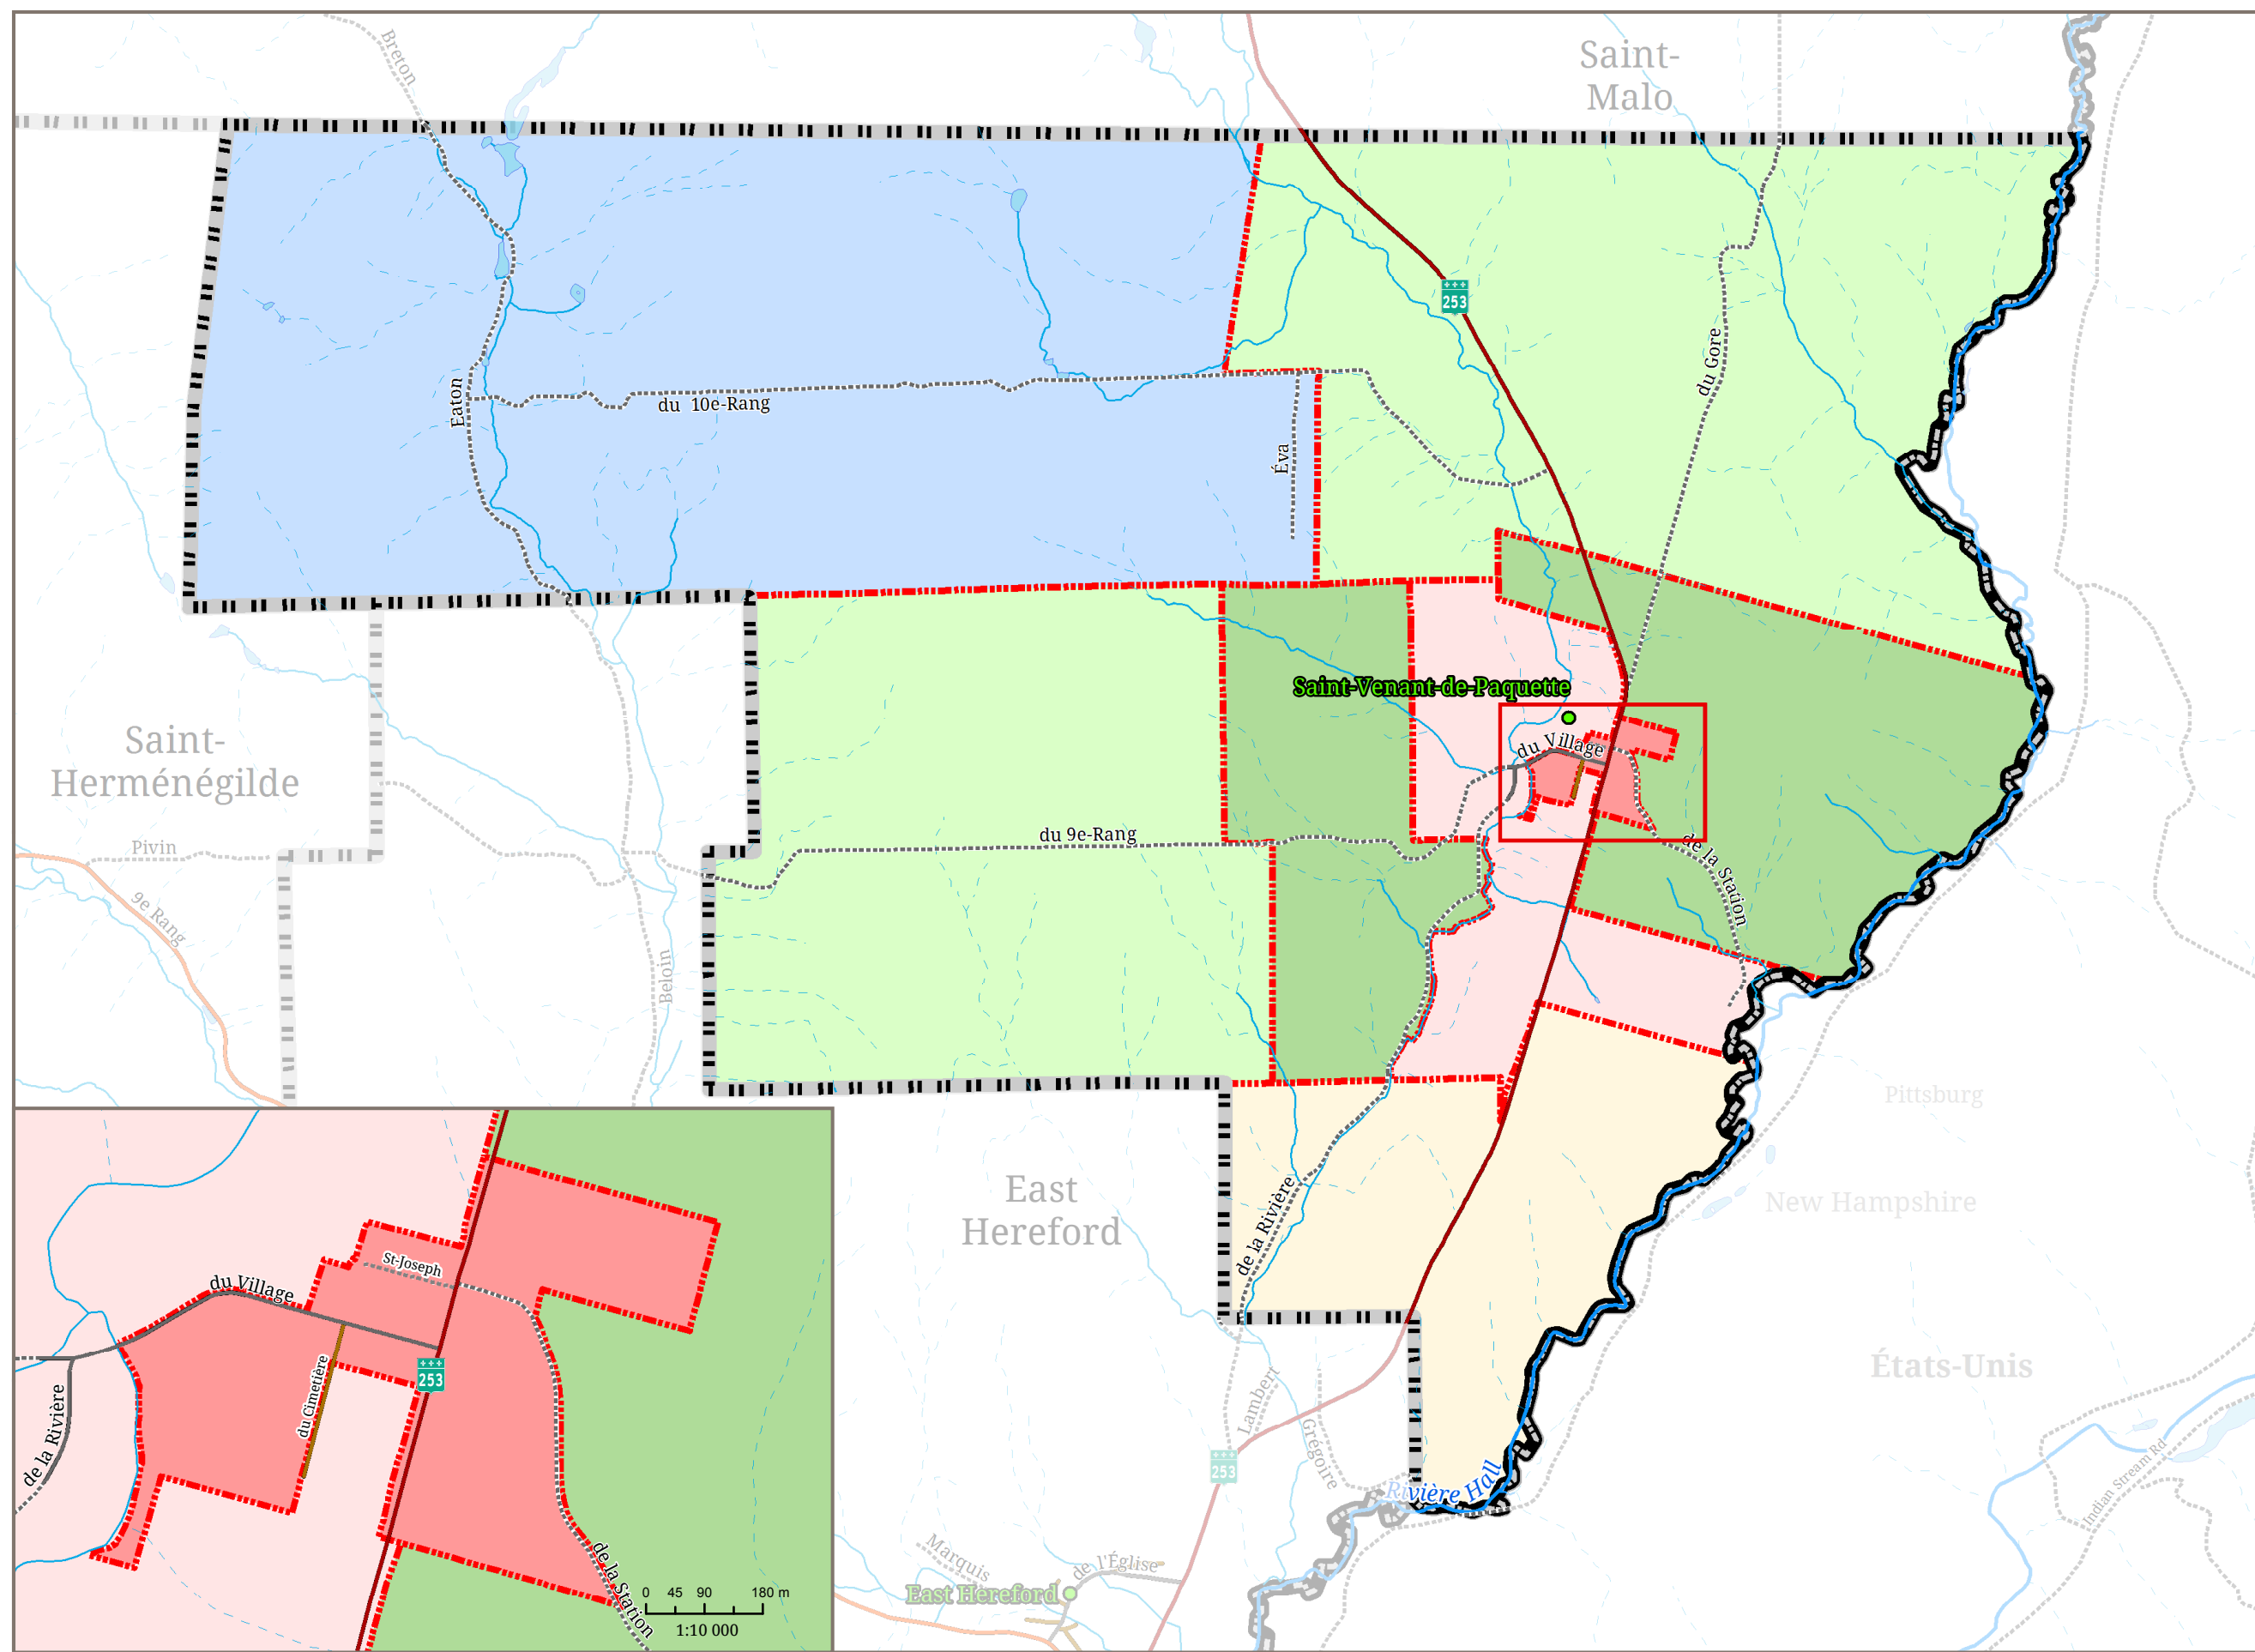 Breton
Saint-
Malo
253
du Gore
Eaton
du 10e-Rang
Éva
Saint-Venant-de-Paquette
du Village
Saint-
Herménégilde
Pivin
du 9e-Rang
de la Station
9e Rang
Beloin
Pittsburg
East
Hereford
New Hampshire
de la Rivière
États-Unis
Lambert
Grégoire
253
Rivière Hall
Indian Stream Rd
Marquis
de l'Église
East Hereford
St-Joseph
du Village
253
du Cimetière
de la Rivière
de la Station
0 45 90 180 m
1:10 000